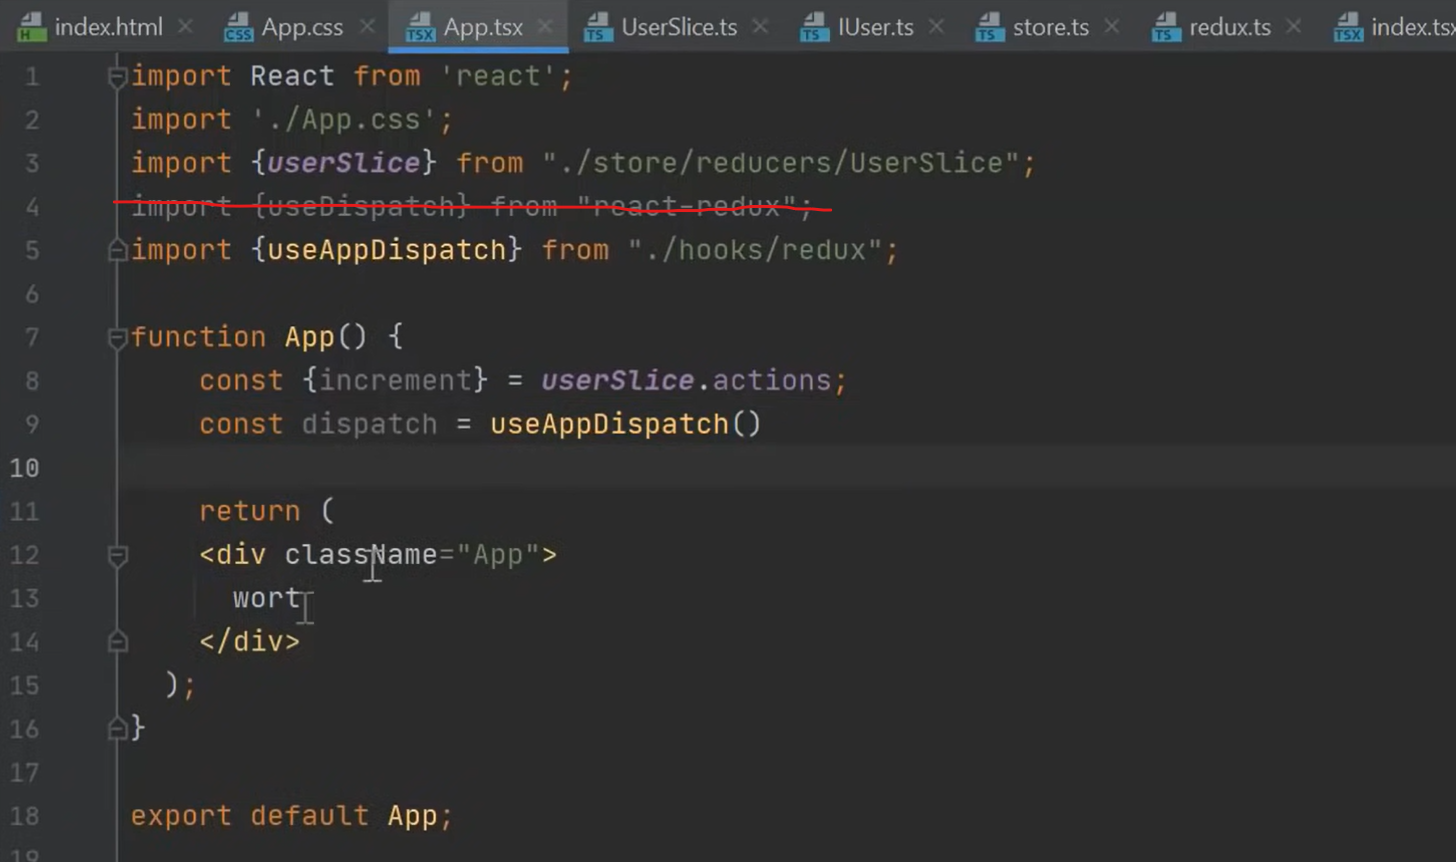 index.html App.css App.tsx UserSlice.ts IUser.ts store.ts redux.ts index.tsx
1 import React from 'react';
2 import './App.css';
3 import {userSlice} from "./store/reducers/UserSlice";
4 import {useDispatch} from "react-redux";
5 import {useAppDispatch} from "./hooks/redux";
6
7 function App() {
8 const {increment} = userSlice.actions;
9 const dispatch = useAppDispatch()
10
11 return (
12 <div className="App">
13 wort
14 </div>
15 );
16 }
17
18 export default App;
19